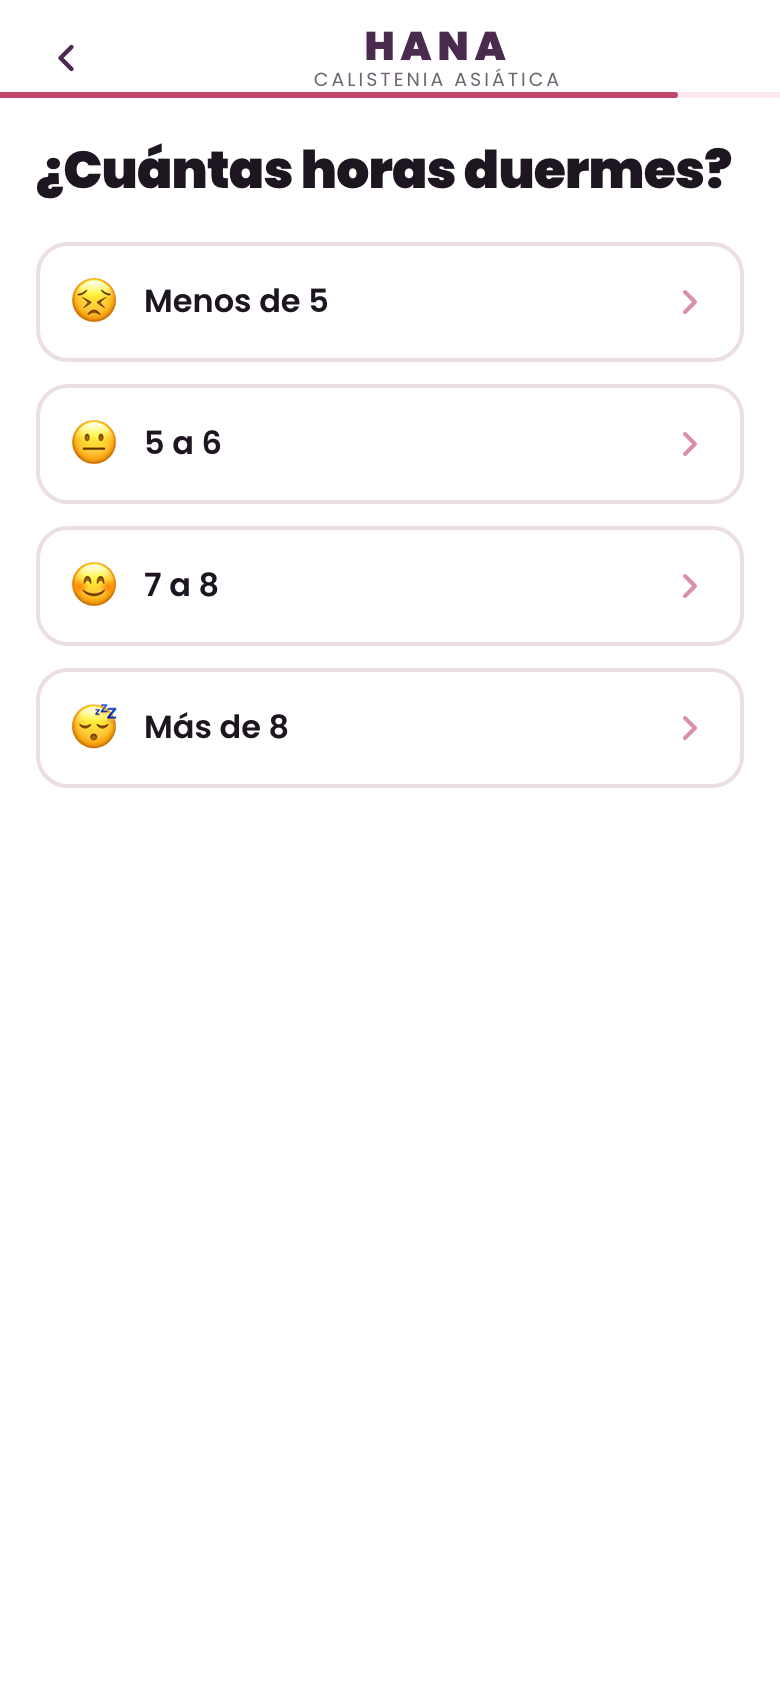 HANA
CALISTENIA ASIÁTICA
¿Cuántas horas duermes?
Menos de 5
5 a 6
7 a 8
Más de 8